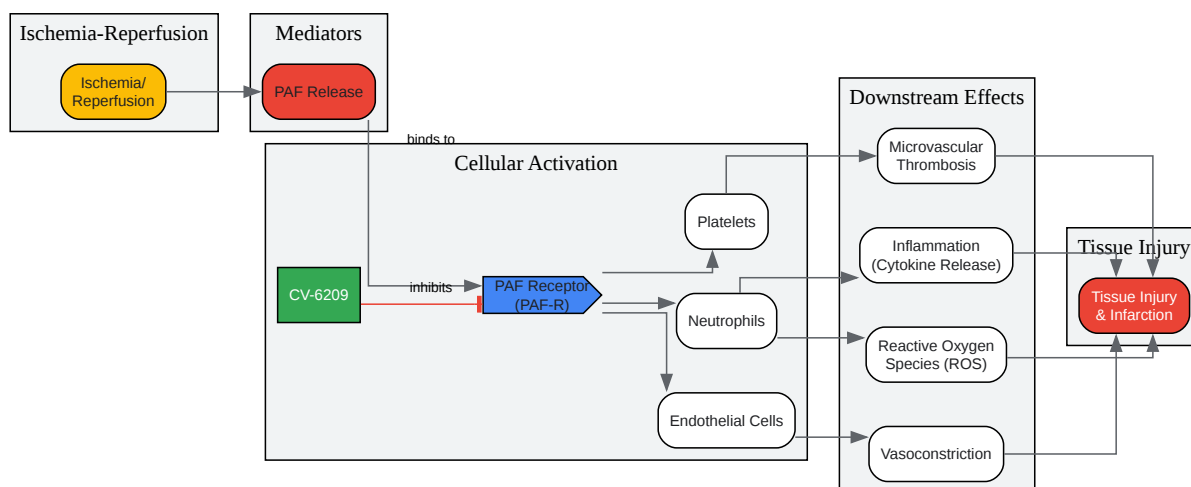 Ischemia-Reperfusion
Ischemia/
Reperfusion
Mediators
PAF Release
binds to
Cellular Activation
CV-6209
inhibits
PAF Receptor
(PAF-R)
Platelets
Neutrophils
Endothelial Cells
Downstream Effects
Microvascular
Thrombosis
Inflammation
(Cytokine Release)
Reactive Oxygen
Species (ROS)
Vasoconstriction
Tissue Injury
Tissue Injury
& Infarction